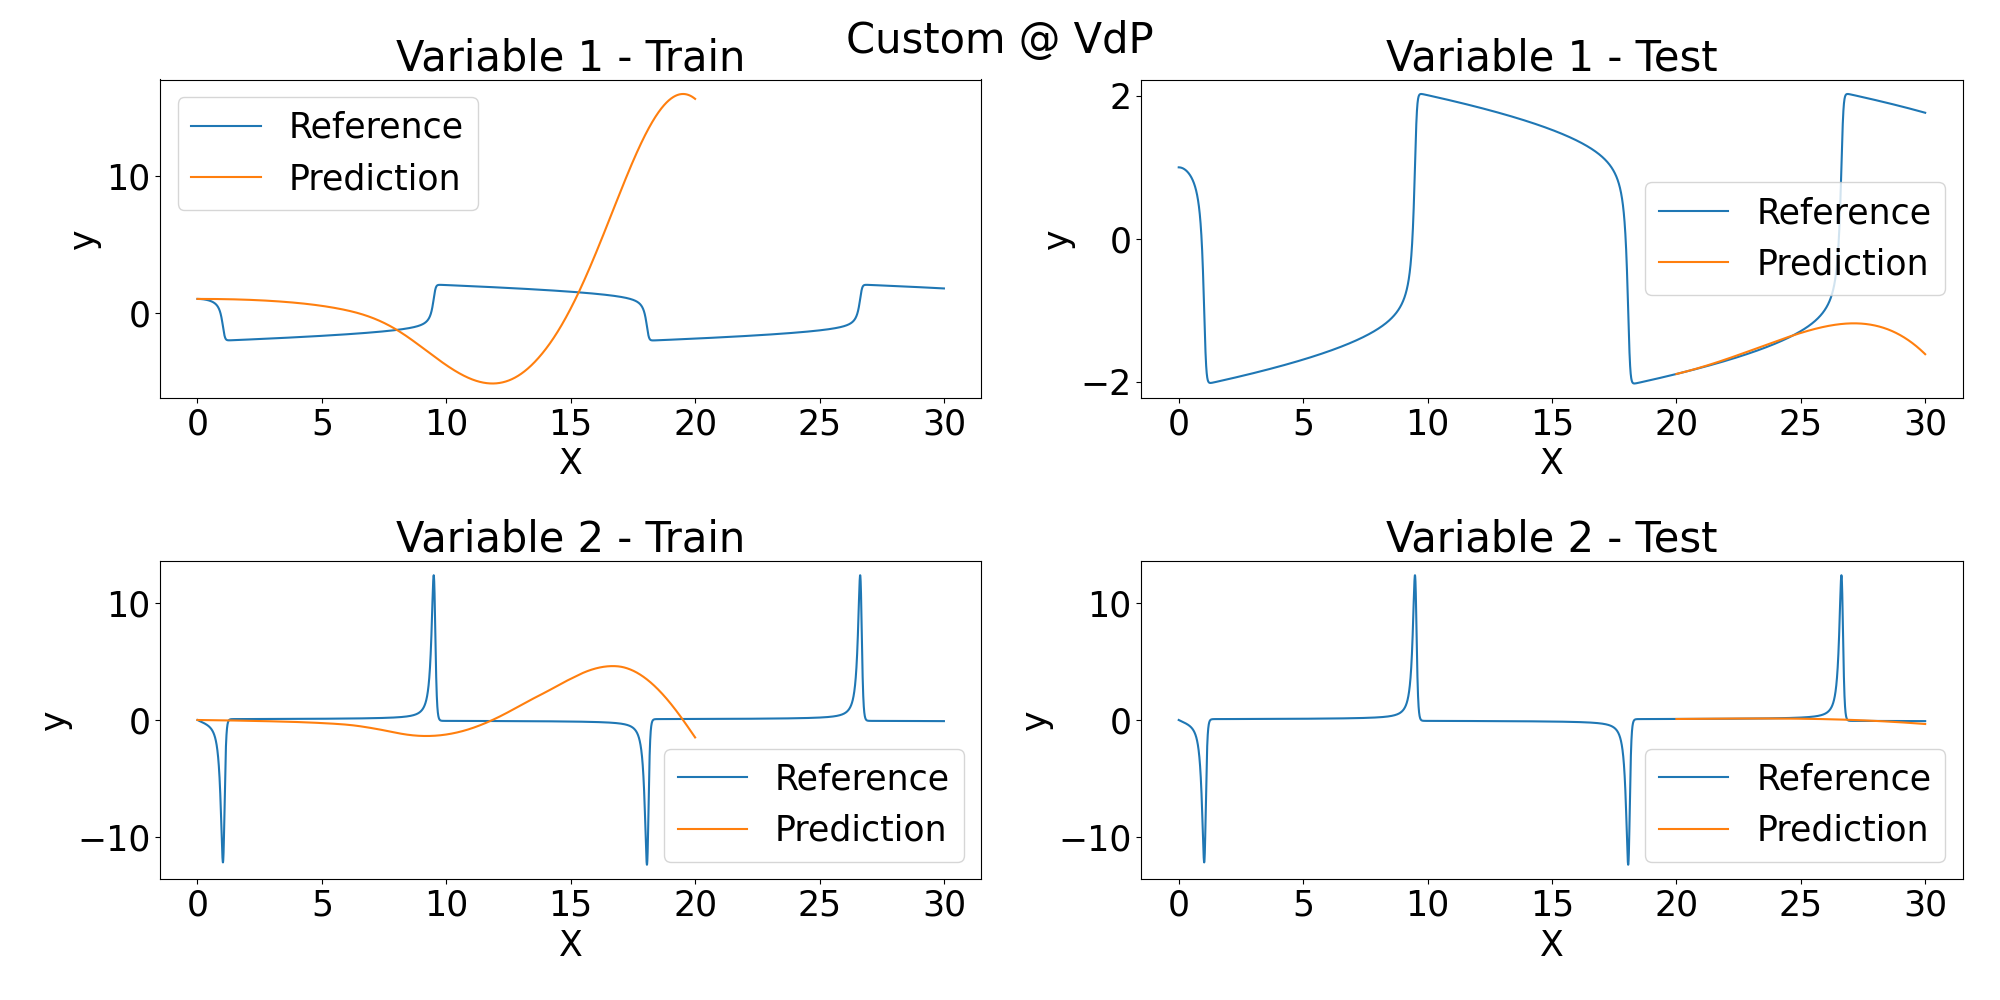 Custom @ VdP
Variable 1 - Train
Reference
Prediction
y
10
0
0 5 10 15 20 25 30
X
Variable 1 - Test
Reference
Prediction
y
2
0
−2
0 5 10 15 20 25 30
X
Variable 2 - Train
Reference
Prediction
y
10
0
−10
0 5 10 15 20 25 30
X
Variable 2 - Test
Reference
Prediction
y
10
0
−10
0 5 10 15 20 25 30
X